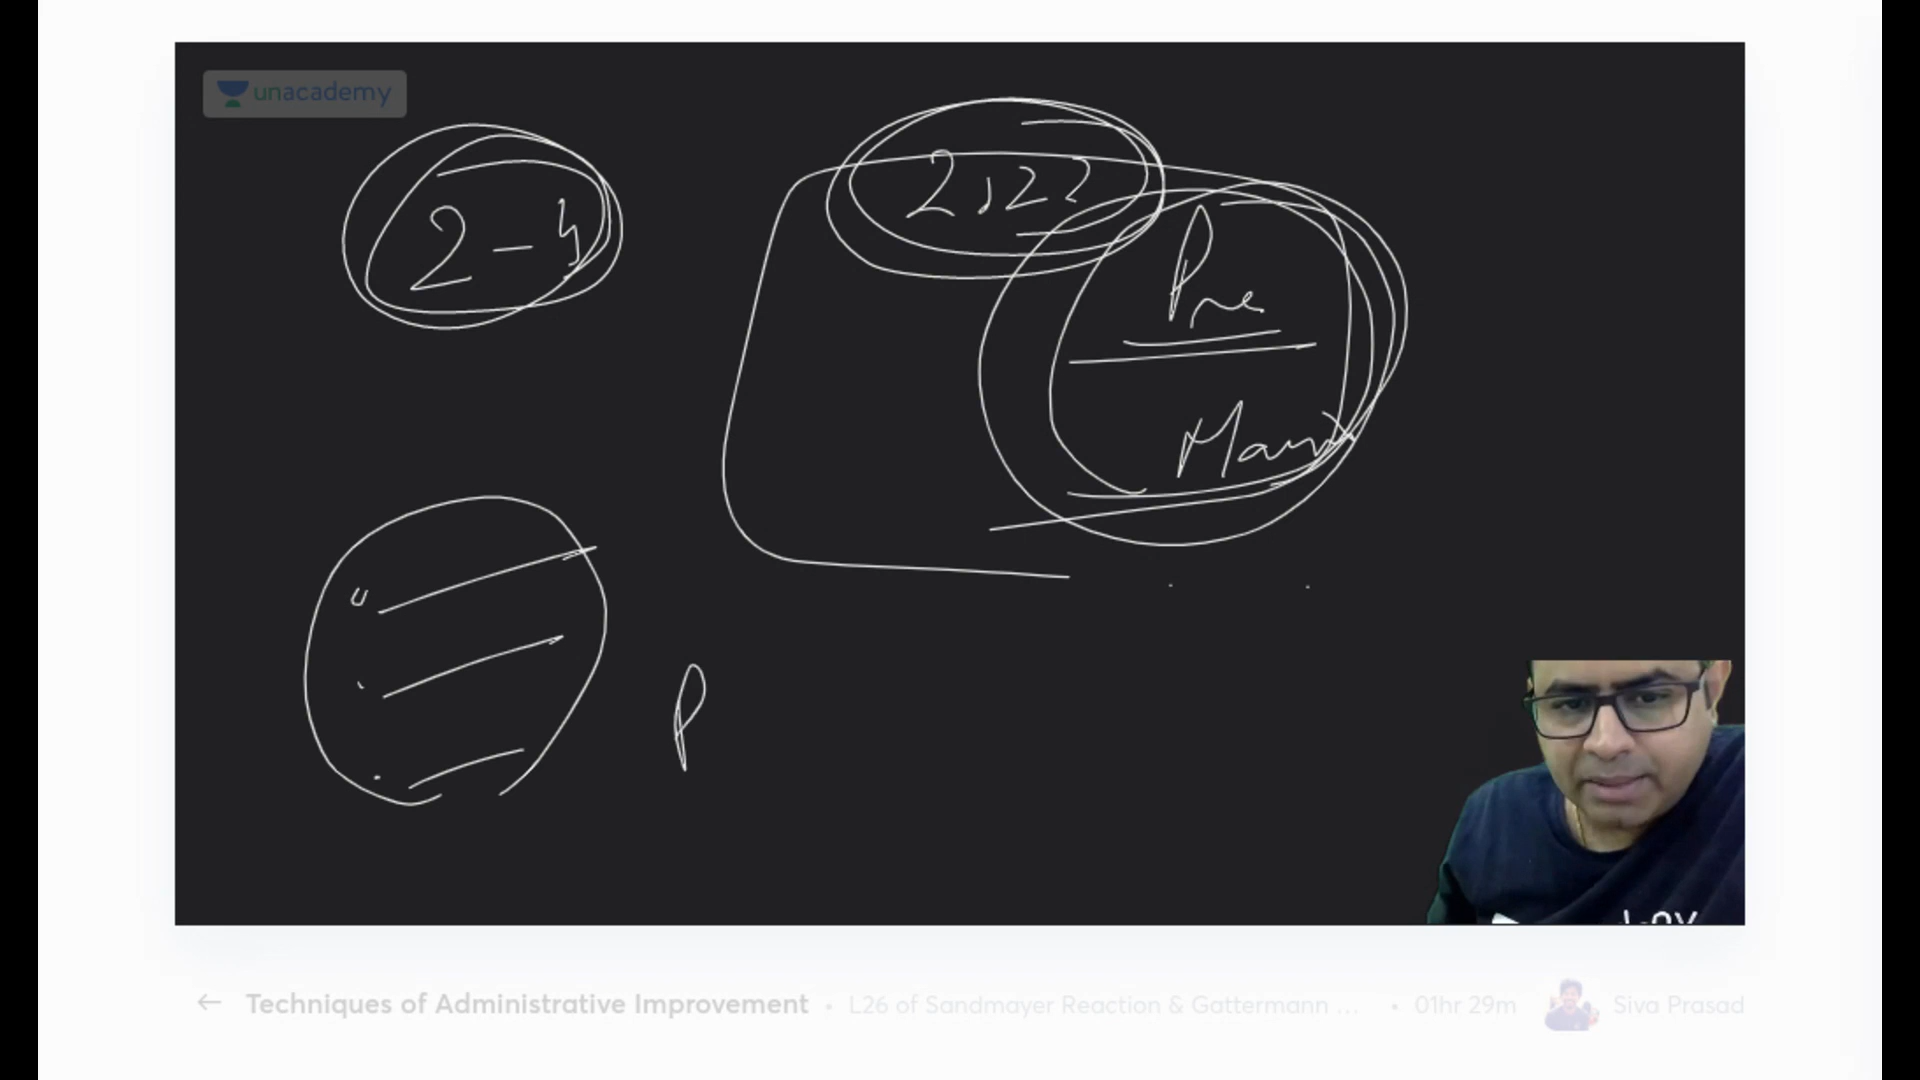 unacademy
2-4
2022
Pre
Main
P
Techniques of Administrative Improvement • L26 of Sandmayer Reaction & Gattermann ... • 01hr 29m Siva Prasad